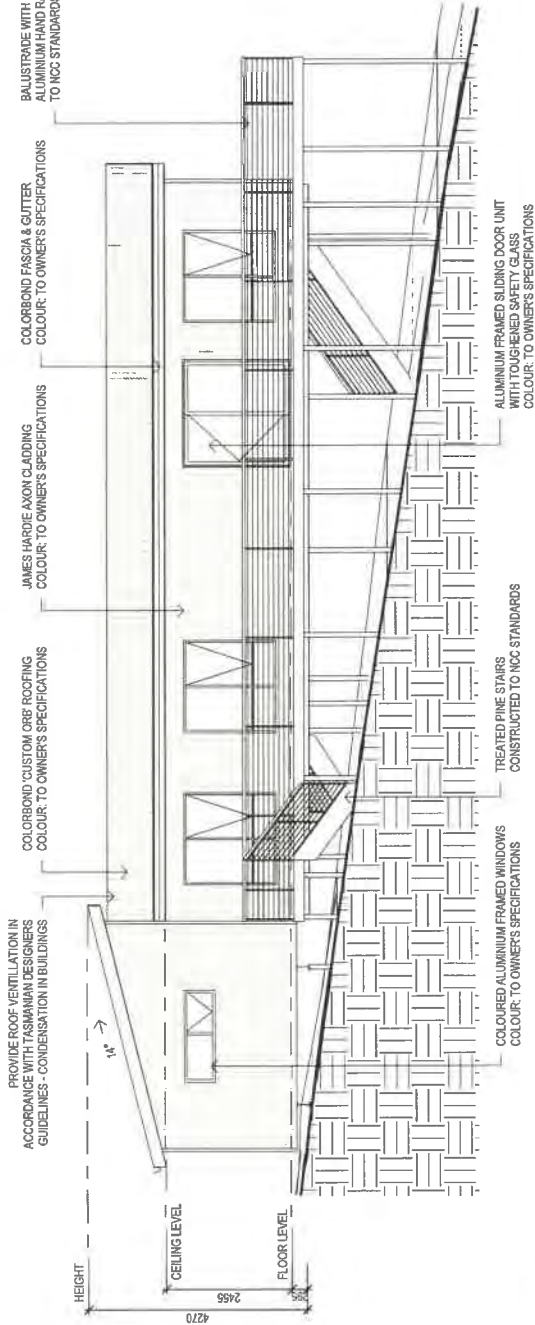 PROVIDE ROOF VENTILLATION IN
ACCORDANCE WITH TASMANIAN DESIGNERS
GUIDELINES - CONDENSATION IN BUILDINGS
COLORBOND 'CUSTOM ORB' ROOFING
COLOUR: TO OWNER'S SPECIFICATIONS
JAMES HARDIE AXON CLADDING
COLOUR: TO OWNER'S SPECIFICATIONS
COLORBOND FASCIA & GUTTER
COLOUR: TO OWNER'S SPECIFICATIONS
BALUSTRADE WITH
ALUMINIUM HAND RA
TO NCC STANDARDS
HEIGHT
14°
CEILING LEVEL
FLOOR LEVEL
4270
2455
COLOURED ALUMINIUM FRAMED WINDOWS
COLOUR: TO OWNER'S SPECIFICATIONS
TREATED PINE STAIRS
CONSTRUCTED TO NCC STANDARDS
ALUMINIUM FRAMED SLIDING DOOR UNIT
WITH TOUGHENED SAFETY GLASS
COLOUR: TO OWNER'S SPECIFICATIONS